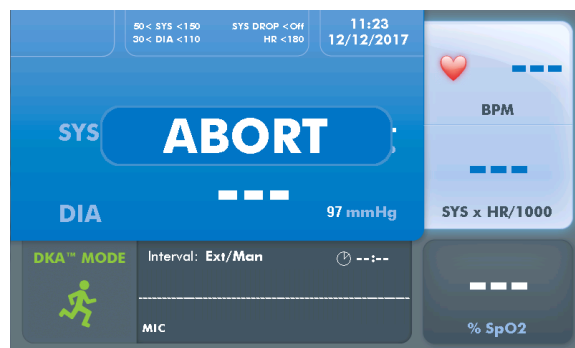 50< SYS <150 SYS DROP <Off
30< DIA <110 HR <180
11:23
12/12/2017
SYS
ABORT
---
DIA
97 mmHg
---
BPM
---
SYS x HR/1000
DKA™ MODE
Interval: Ext/Man --:--
MIC
---
% SpO2